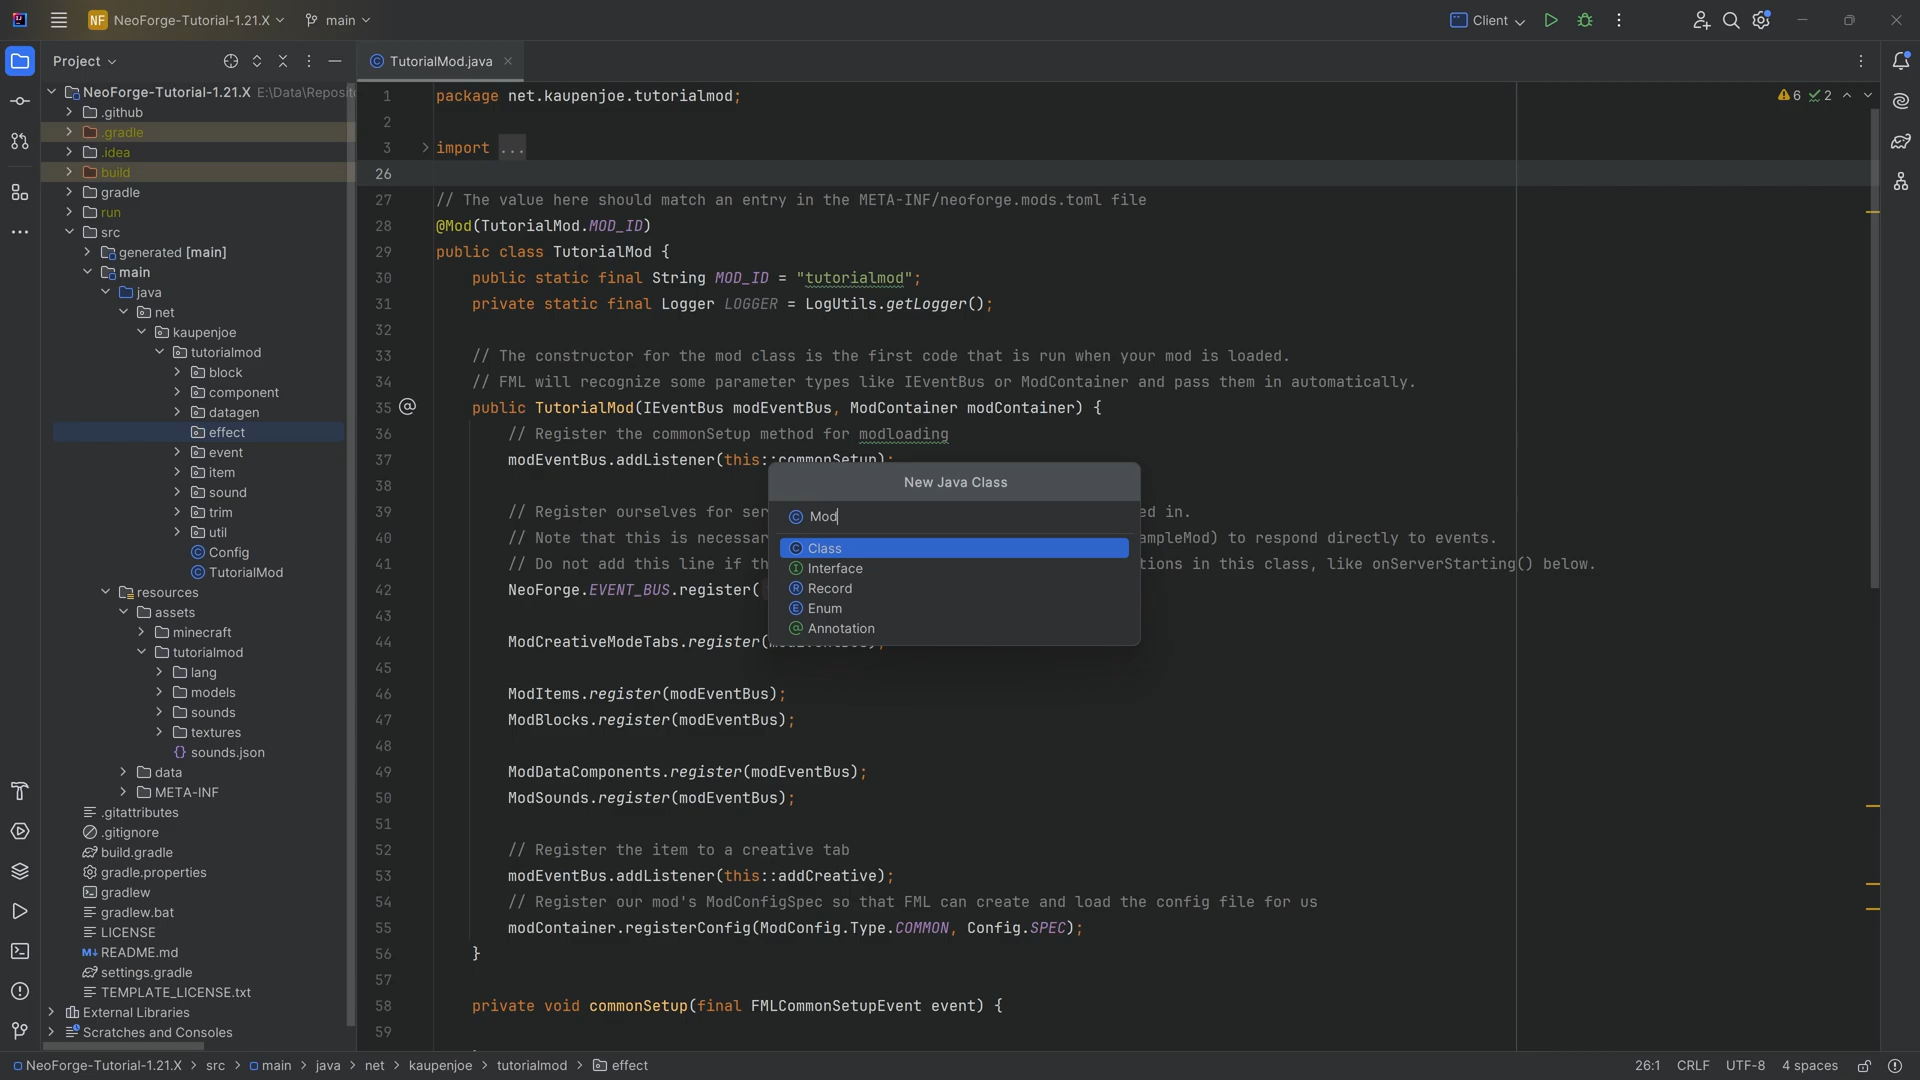 NF NeoForge-Tutorial-1.21.X main Client
Project TutorialMod.java
NeoForge-Tutorial-1.21.X E:\Data\Reposito
.github
.gradle
.idea
build
gradle
run
src
generated [main]
main
java
net
kaupenjoe
tutorialmod
block
component
datagen
effect
event
item
sound
trim
util
Config
TutorialMod
resources
assets
minecraft
tutorialmod
lang
models
sounds
textures
sounds.json
data
META-INF
.gitattributes
.gitignore
build.gradle
gradle.properties
gradlew
gradlew.bat
LICENSE
M↓ README.md
settings.gradle
TEMPLATE_LICENSE.txt
External Libraries
Scratches and Consoles
6 2
1 package net.kaupenjoe.tutorialmod;
2
3 import ...
26
27 // The value here should match an entry in the META-INF/neoforge.mods.toml file
28 @Mod(TutorialMod.MOD_ID)
29 public class TutorialMod {
30 public static final String MOD_ID = "tutorialmod";
31 private static final Logger LOGGER = LogUtils.getLogger();
32
33 // The constructor for the mod class is the first code that is run when your mod is loaded.
34 // FML will recognize some parameter types like IEventBus or ModContainer and pass them in automatically.
35 public TutorialMod(IEventBus modEventBus, ModContainer modContainer) {
36 // Register the commonSetup method for modloading
37 modEventBus.addListener(this::commonSetup);
38
39 // Register ourselves for ser ed in.
40 // Note that this is necessar ampleMod) to respond directly to events.
41 // Do not add this line if th tions in this class, like onServerStarting() below.
42 NeoForge.EVENT_BUS.register(
43
44 ModCreativeModeTabs.register(modEventBus);
45
46 ModItems.register(modEventBus);
47 ModBlocks.register(modEventBus);
48
49 ModDataComponents.register(modEventBus);
50 ModSounds.register(modEventBus);
51
52 // Register the item to a creative tab
53 modEventBus.addListener(this::addCreative);
54 // Register our mod's ModConfigSpec so that FML can create and load the config file for us
55 modContainer.registerConfig(ModConfig.Type.COMMON, Config.SPEC);
56 }
57
58 private void commonSetup(final FMLCommonSetupEvent event) {
59
New Java Class
Mod
Class
Interface
Record
Enum
Annotation
NeoForge-Tutorial-1.21.X > src > main > java > net > kaupenjoe > tutorialmod > effect 26:1 CRLF UTF-8 4 spaces